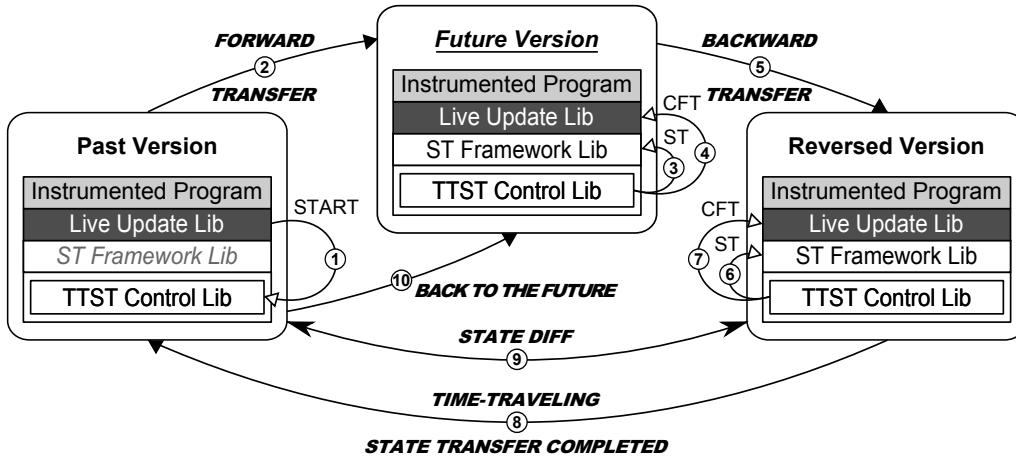 FORWARD
2
TRANSFER
Future Version
Instrumented Program
Live Update Lib
ST Framework Lib
TTST Control Lib
CFT
ST
3
4
BACKWARD
5
TRANSFER
Past Version
Instrumented Program
Live Update Lib
ST Framework Lib
TTST Control Lib
START
1
Reversed Version
Instrumented Program
Live Update Lib
ST Framework Lib
TTST Control Lib
CFT
ST
7
6
10
BACK TO THE FUTURE
STATE DIFF
9
TIME-TRAVELING
8
STATE TRANSFER COMPLETED